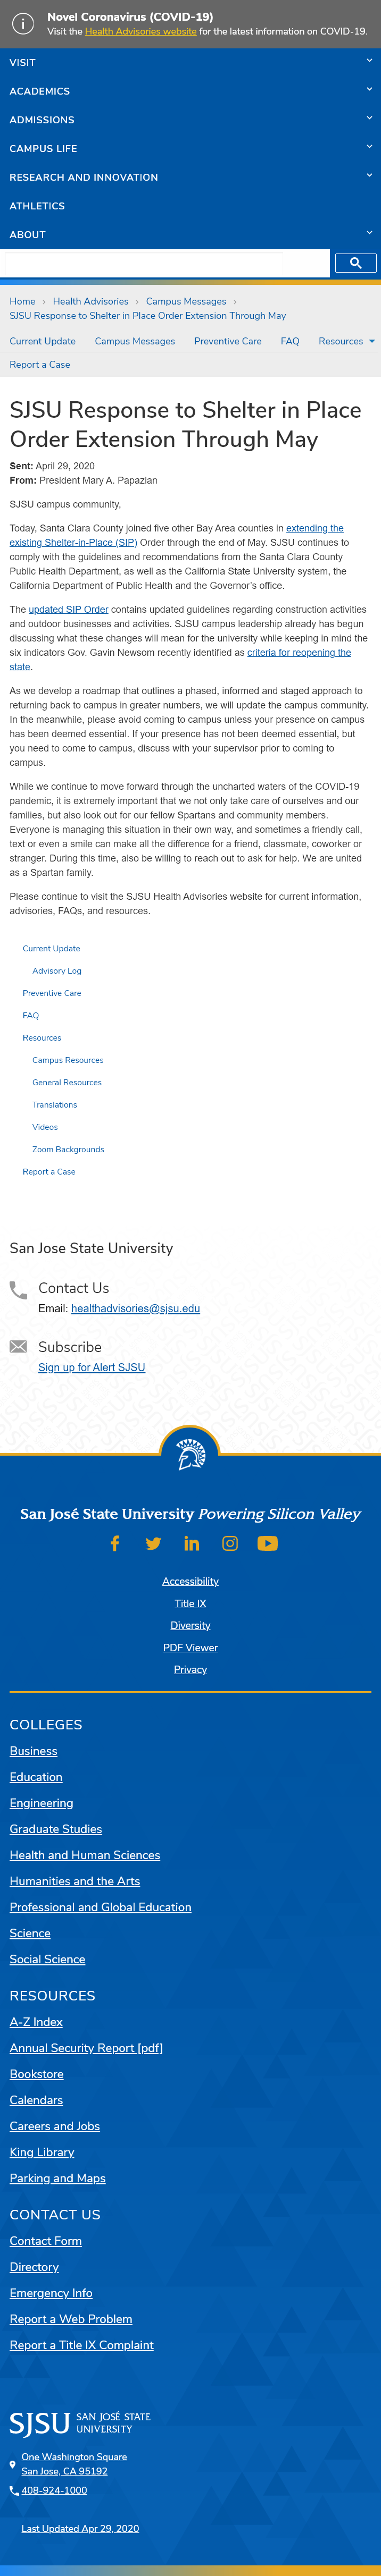 Novel Coronavirus (COVID-19)
Visit the Health Advisories website for the latest information on COVID-19.
VISIT
ACADEMICS
ADMISSIONS
CAMPUS LIFE
RESEARCH AND INNOVATION
ATHLETICS
ABOUT
Home › Health Advisories › Campus Messages ›
SJSU Response to Shelter in Place Order Extension Through May
Current Update Campus Messages Preventive Care FAQ Resources
Report a Case
SJSU Response to Shelter in Place
Order Extension Through May
Sent: April 29, 2020
From: President Mary A. Papazian
SJSU campus community,
Today, Santa Clara County joined five other Bay Area counties in extending the
existing Shelter-in-Place (SIP) Order through the end of May. SJSU continues to
comply with the guidelines and recommendations from the Santa Clara County
Public Health Department, as well as the California State University system, the
California Department of Public Health and the Governor's office.
The updated SIP Order contains updated guidelines regarding construction activities
and outdoor businesses and activities. SJSU campus leadership already has begun
discussing what these changes will mean for the university while keeping in mind the
six indicators Gov. Gavin Newsom recently identified as criteria for reopening the
state.
As we develop a roadmap that outlines a phased, informed and staged approach to
returning back to campus in greater numbers, we will update the campus community.
In the meanwhile, please avoid coming to campus unless your presence on campus
has been deemed essential. If your presence has not been deemed essential, but
you need to come to campus, discuss with your supervisor prior to coming to
campus.
While we continue to move forward through the uncharted waters of the COVID-19
pandemic, it is extremely important that we not only take care of ourselves and our
families, but also look out for our fellow Spartans and community members.
Everyone is managing this situation in their own way, and sometimes a friendly call,
text or even a smile can make all the difference for a friend, classmate, coworker or
stranger. During this time, also be willing to reach out to ask for help. We are united
as a Spartan family.
Please continue to visit the SJSU Health Advisories website for current information,
advisories, FAQs, and resources.
Current Update
Advisory Log
Preventive Care
FAQ
Resources
Campus Resources
General Resources
Translations
Videos
Zoom Backgrounds
Report a Case
San Jose State University
Contact Us
Email: healthadvisories@sjsu.edu
Subscribe
Sign up for Alert SJSU
San José State University Powering Silicon Valley
Accessibility
Title IX
Diversity
PDF Viewer
Privacy
COLLEGES
Business
Education
Engineering
Graduate Studies
Health and Human Sciences
Humanities and the Arts
Professional and Global Education
Science
Social Science
RESOURCES
A-Z Index
Annual Security Report [pdf]
Bookstore
Calendars
Careers and Jobs
King Library
Parking and Maps
CONTACT US
Contact Form
Directory
Emergency Info
Report a Web Problem
Report a Title IX Complaint
SJSU SAN JOSÉ STATE
UNIVERSITY
One Washington Square
San Jose, CA 95192
408-924-1000
Last Updated Apr 29, 2020